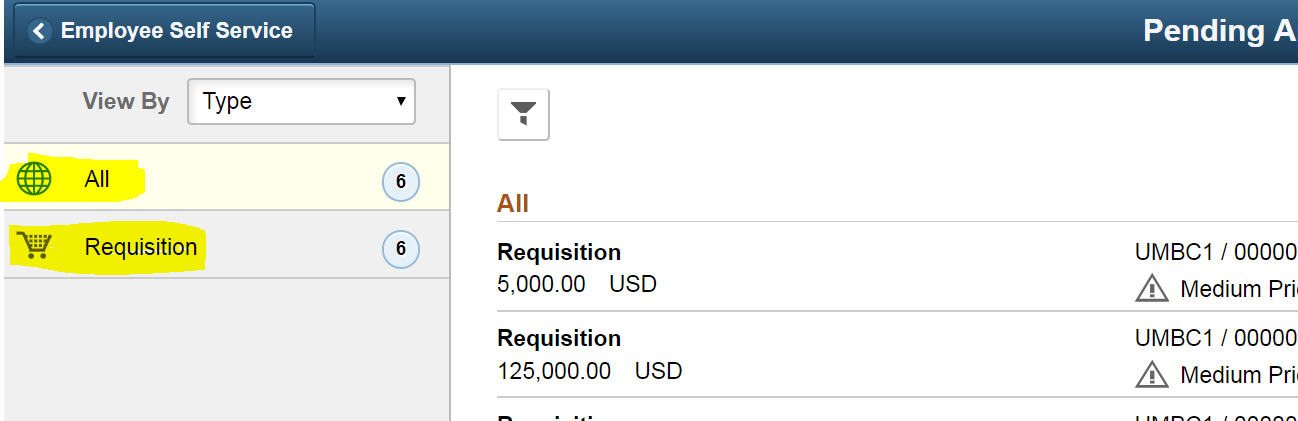 Employee Self Service
Pending A
View By Type
All 6
Requisition 6
All
Requisition UMBC1 / 00000
5,000.00 USD Medium Pri
Requisition UMBC1 / 00000
125,000.00 USD Medium Pri